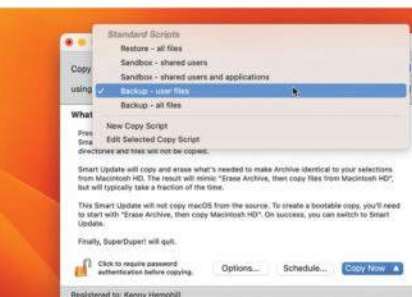 Standard Scripts
Restore - all files
Sandbox - shared users
Sandbox - shared users and applications
✓ Backup - user files
Backup - all files
New Copy Script
Edit Selected Copy Script
Copy
using
What
Pres
Sma
directories and files will not be copied.
Smart Update will copy and erase what's needed to make Archive identical to your selections
from Macintosh HD. The result will mimic "Erase Archive, then copy files from Macintosh HD",
but will typically take a fraction of the time.
This Smart Update will not copy macOS from the source. To create a bootable copy, you'll need
to start with "Erase Archive, then copy Macintosh HD". On success, you can switch to Smart
Update.
Finally, SuperDuper! will quit.
Click to require password
authentication before copying.
Options...
Schedule...
Copy Now
Registered to: Kenny Hemphill